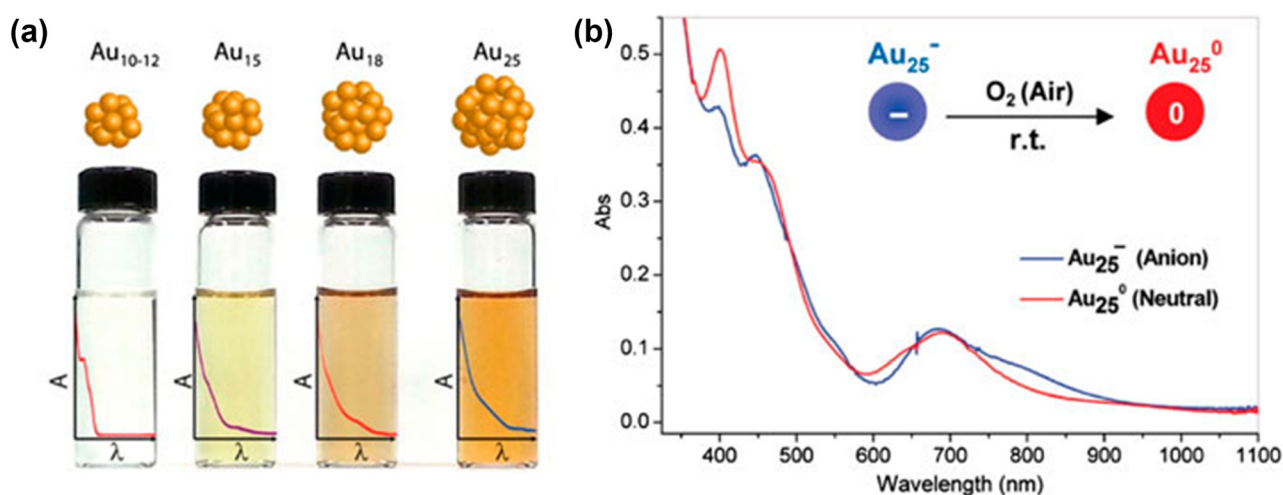 (a)
Au10-12 Au15 Au18 Au25
A A A A
λ λ λ λ
(b)
Au25− Au250
− O2 (Air) 0
r.t.
Au25− (Anion)
Au250 (Neutral)
Abs
0.5
0.4
0.3
0.2
0.1
0.0
400 500 600 700 800 900 1000 1100
Wavelength (nm)